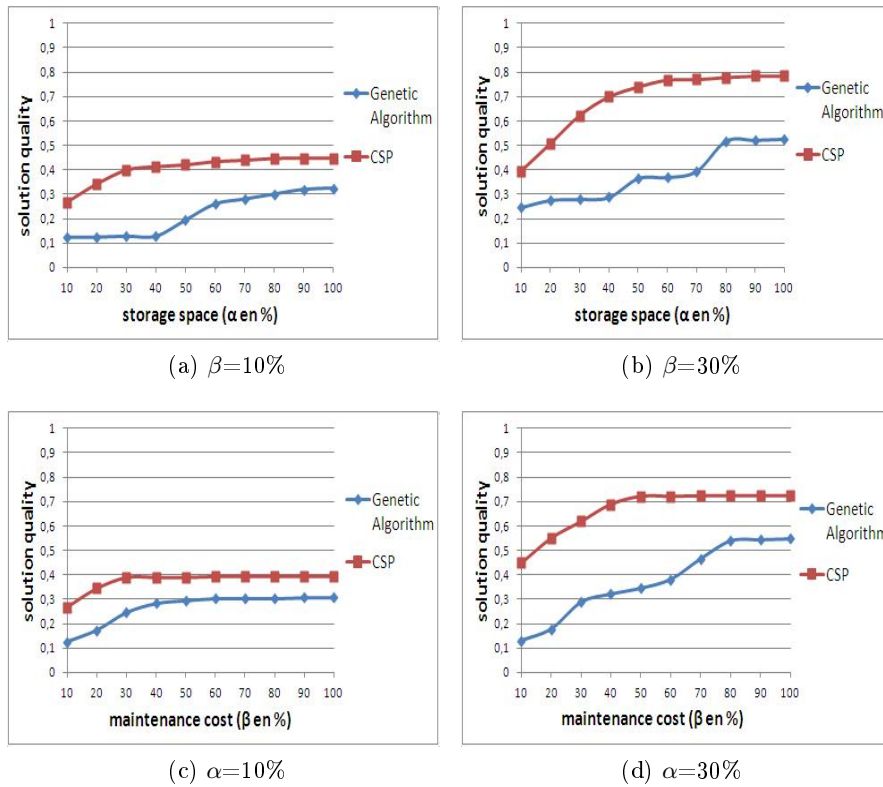 1
0,9
0,8
0,7
0,6
0,5
0,4
0,3
0,2
0,1
0
solution quality
10 20 30 40 50 60 70 80 90 100
storage space (α en %)
Genetic
Algorithm
CSP
(a) β=10%
1
0,9
0,8
0,7
0,6
0,5
0,4
0,3
0,2
0,1
0
solution quality
10 20 30 40 50 60 70 80 90 100
storage space (α en %)
Genetic
Algorithm
CSP
(b) β=30%
1
0,9
0,8
0,7
0,6
0,5
0,4
0,3
0,2
0,1
0
solution quality
10 20 30 40 50 60 70 80 90 100
maintenance cost (β en %)
Genetic
Algorithm
CSP
(c) α=10%
1
0,9
0,8
0,7
0,6
0,5
0,4
0,3
0,2
0,1
0
solution quality
10 20 30 40 50 60 70 80 90 100
maintenance cost (β en %)
Genetic
Algorithm
CSP
(d) α=30%